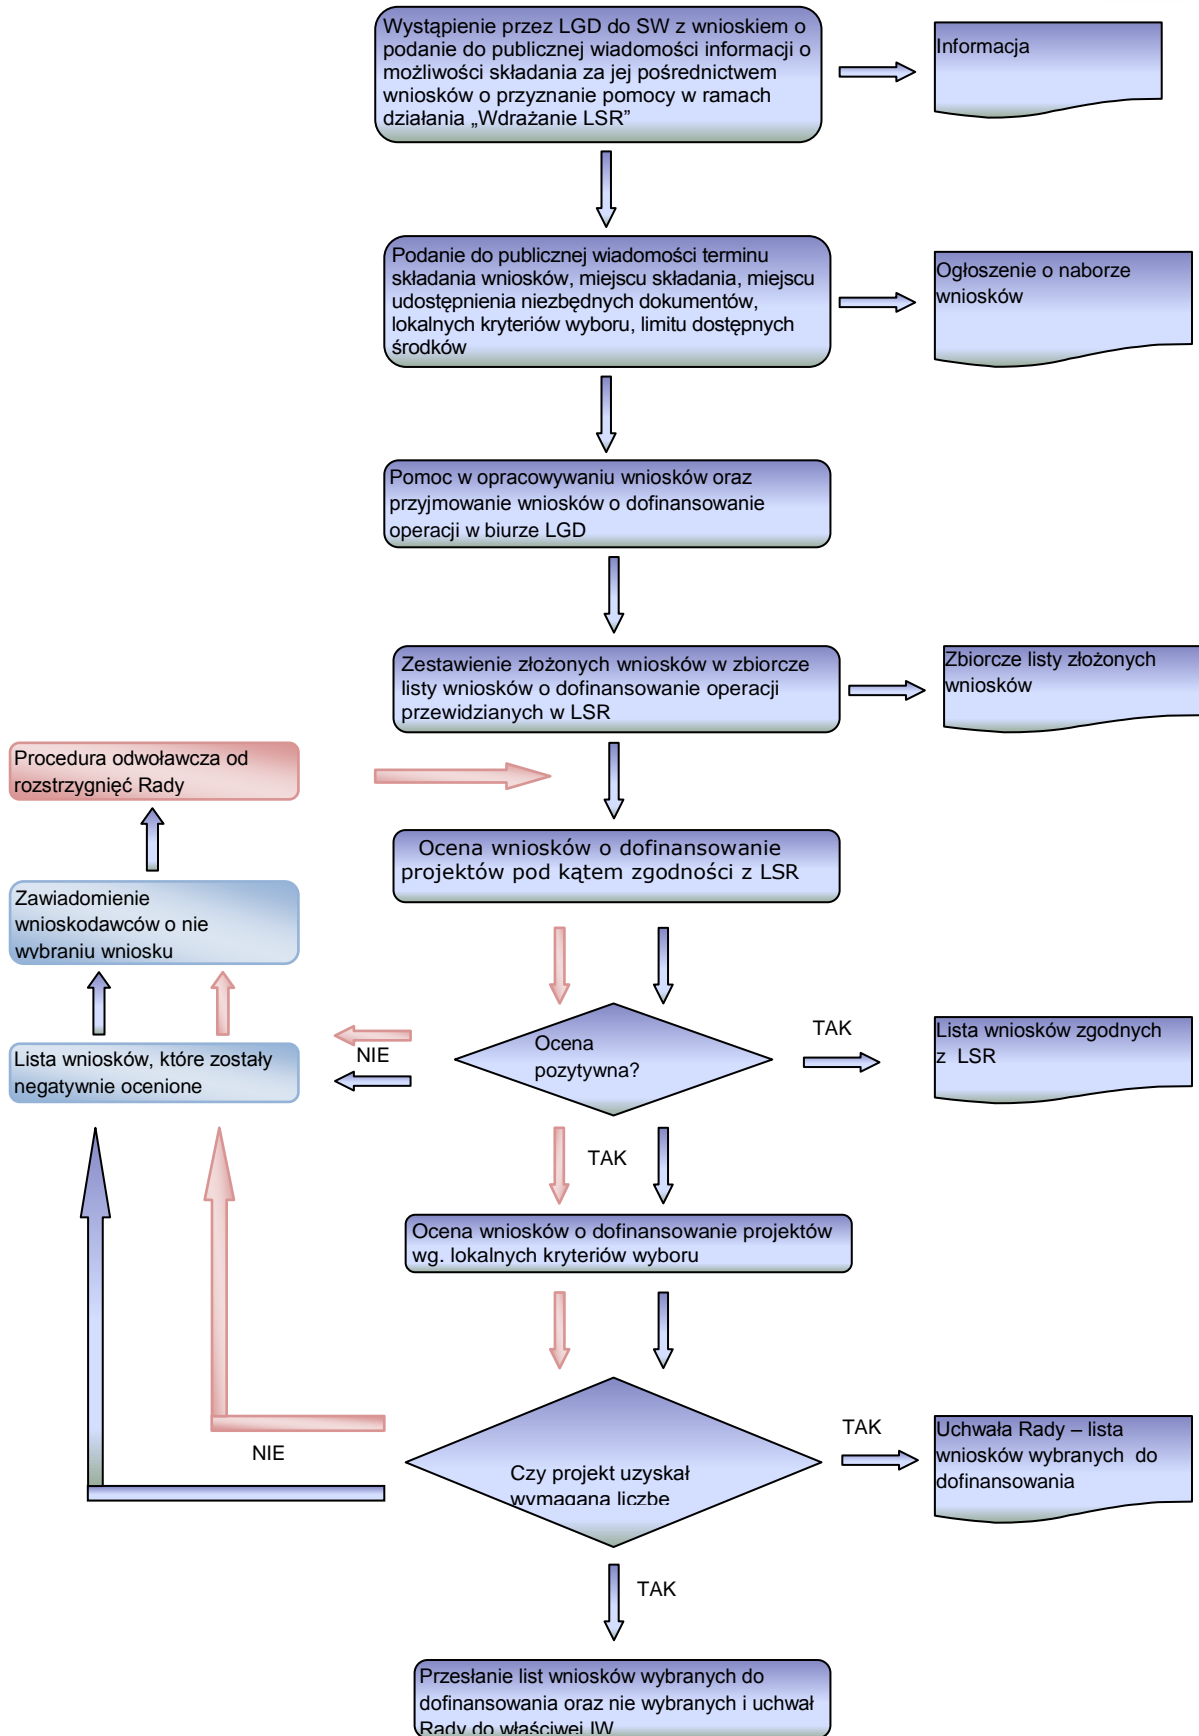 Wystąpienie przez LGD do SW z wnioskiem o
podanie do publicznej wiadomości informacji o
możliwości składania za jej pośrednictwem
wniosków o przyznanie pomocy w ramach
działania „Wdrażanie LSR”
Informacja
Podanie do publicznej wiadomości terminu
składania wniosków, miejscu składania, miejscu
udostępnienia niezbędnych dokumentów,
lokalnych kryteriów wyboru, limitu dostępnych
środków
Ogłoszenie o naborze
wniosków
Pomoc w opracowywaniu wniosków oraz
przyjmowanie wniosków o dofinansowanie
operacji w biurze LGD
Zestawienie złożonych wniosków w zbiorcze
listy wniosków o dofinansowanie operacji
przewidzianych w LSR
Zbiorcze listy złożonych
wniosków
Procedura odwoławcza od
rozstrzygnięć Rady
Ocena wniosków o dofinansowanie
projektów pod kątem zgodności z LSR
Zawiadomienie
wnioskodawców o nie
wybraniu wniosku
Lista wniosków, które zostały
negatywnie ocenione
NIE
Ocena
pozytywna?
TAK
Lista wniosków zgodnych
z LSR
TAK
Ocena wniosków o dofinansowanie projektów
wg. lokalnych kryteriów wyboru
NIE
Czy projekt uzyskał
wymaganą liczbę
TAK
Uchwała Rady – lista
wniosków wybranych do
dofinansowania
TAK
Przesłanie list wniosków wybranych do
dofinansowania oraz nie wybranych i uchwał
Rady do właściwej IW